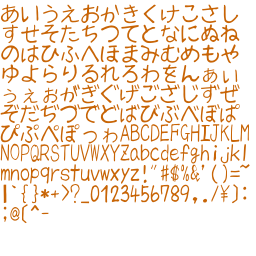 あいうえおかきくけこさし
すせそたちつてとなにぬね
のはひふへほまみむめもや
ゆよらりるれろわをんぁぃ
ぅぇぉがぎぐげござじずぜ
ぞだぢづでどばびぶべぼぱ
ぴぷぺぽっゎABCDEFGHIJKLM
NOPQRSTUVWXYZabcdefghijkl
mnopqrstuvwxyz!"#$%&'()=~
|`{}*+>?_0123456789,./¥]:
;@[^-